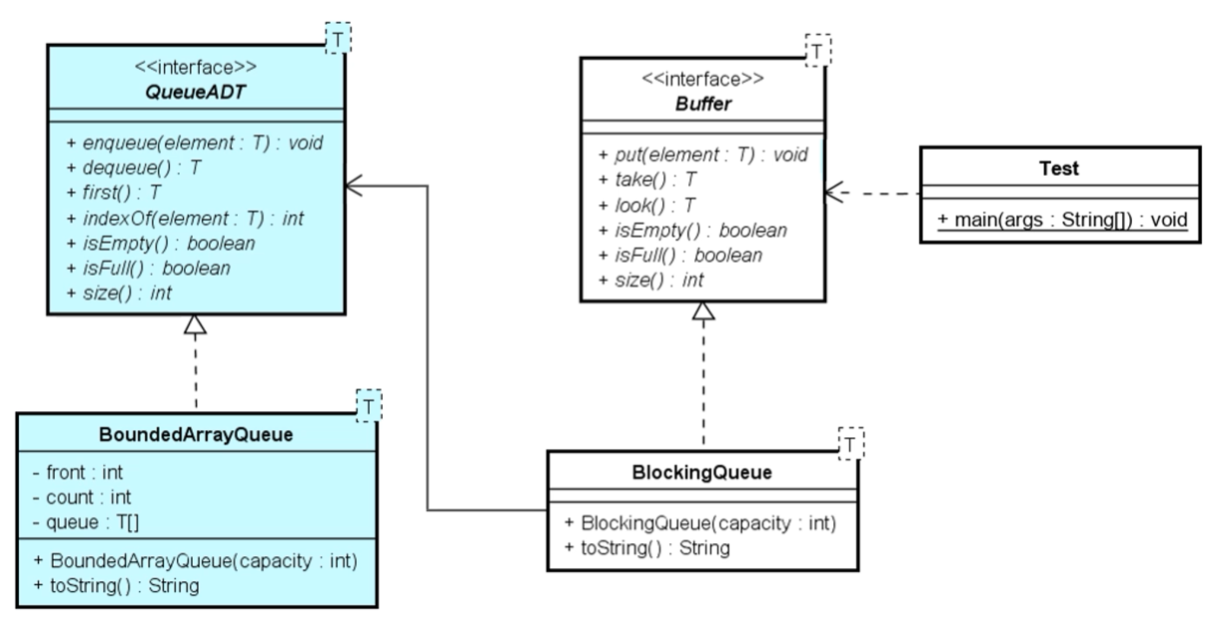 T
<<interface>>
QueueADT
+ enqueue(element : T) : void
+ dequeue() : T
+ first() : T
+ indexOf(element : T) : int
+ isEmpty() : boolean
+ isFull() : boolean
+ size() : int
T
<<interface>>
Buffer
+ put(element : T) : void
+ take() : T
+ look() : T
+ isEmpty() : boolean
+ isFull() : boolean
+ size() : int
Test
+ main(args : String[]) : void
T
BoundedArrayQueue
- front : int
- count : int
- queue : T[]
+ BoundedArrayQueue(capacity : int)
+ toString() : String
T
BlockingQueue
+ BlockingQueue(capacity : int)
+ toString() : String